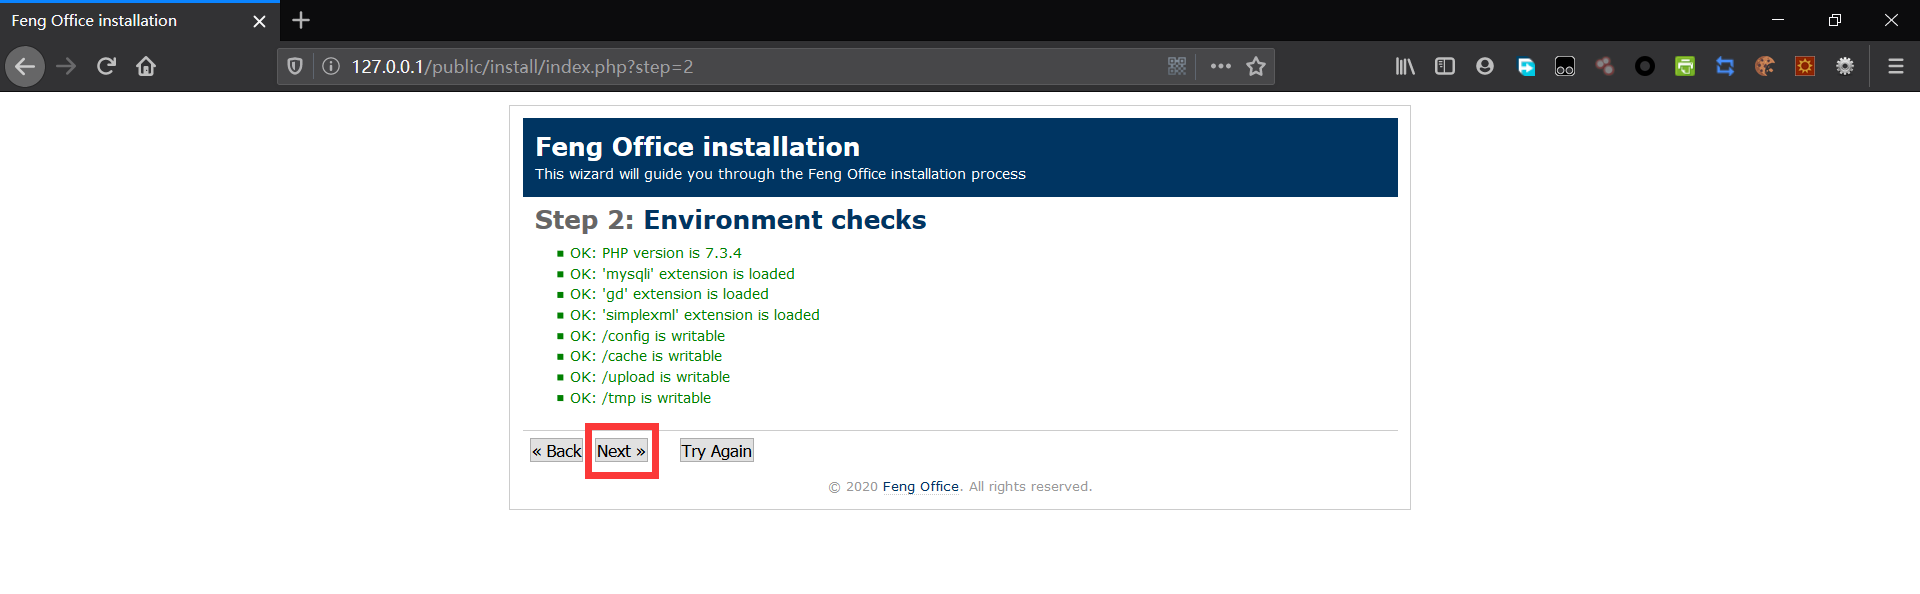 Feng Office installation
127.0.0.1/public/install/index.php?step=2
Feng Office installation
This wizard will guide you through the Feng Office installation process
Step 2: Environment checks
OK: PHP version is 7.3.4
OK: 'mysqli' extension is loaded
OK: 'gd' extension is loaded
OK: 'simplexml' extension is loaded
OK: /config is writable
OK: /cache is writable
OK: /upload is writable
OK: /tmp is writable
« Back Next » Try Again
© 2020 Feng Office. All rights reserved.